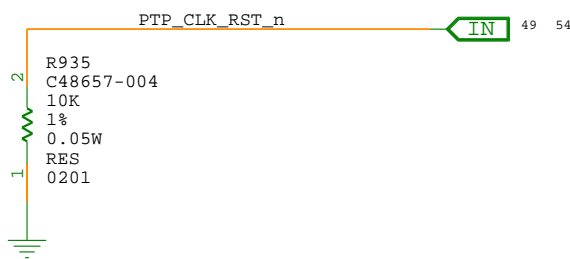 PTP_CLK_RST_n
IN 49 54
2
R935
C48657-004
10K
1%
0.05W
RES
0201
1